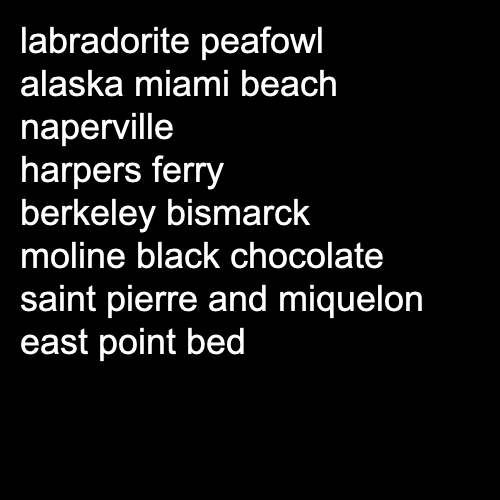 labradorite peafowl
alaska miami beach
naperville
harpers ferry
berkeley bismarck
moline black chocolate
saint pierre and miquelon
east point bed